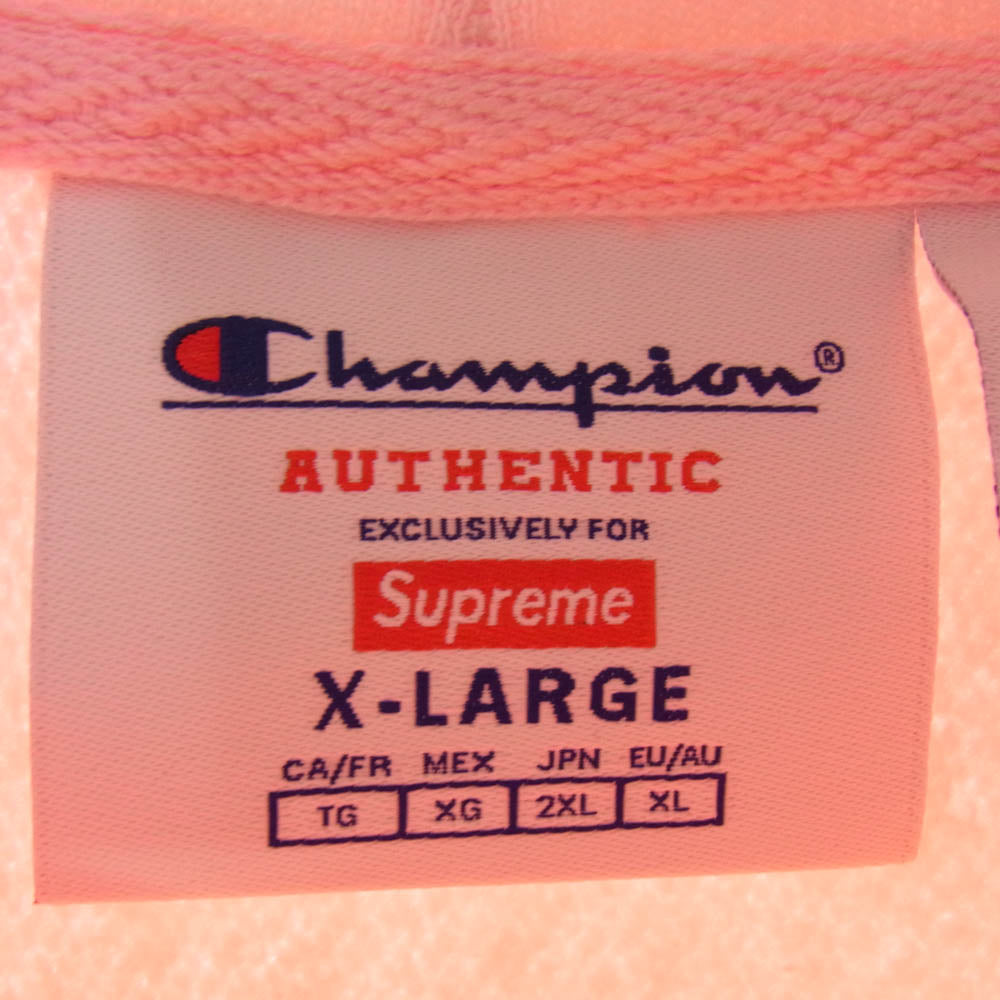 Champion®
AUTHENTIC
EXCLUSIVELY FOR
Supreme
X-LARGE
CA/FR MEX JPN EU/AU
TG XG 2XL XL